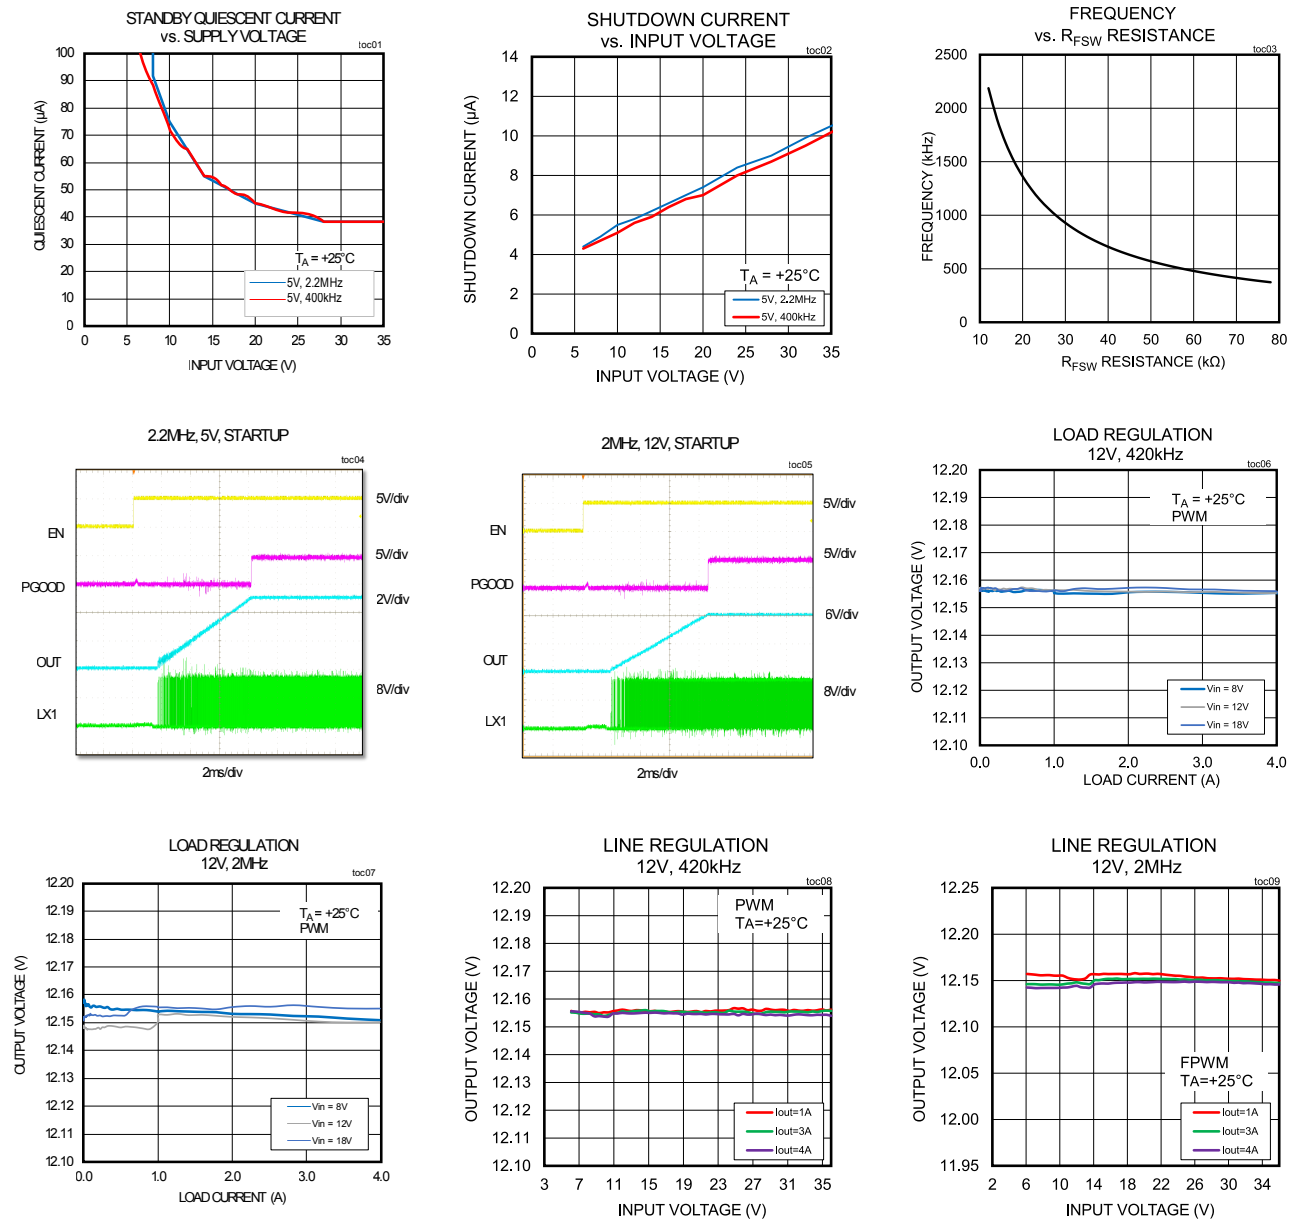 STANDBY QUIESCENT CURRENT
vs. SUPPLY VOLTAGE
toc01
100
90
80
70
60
50
40
30
20
10
0
QUIESCENT CURRENT (µA)
TA = +25°C
5V, 2.2MHz
5V, 400kHz
0 5 10 15 20 25 30 35
INPUT VOLTAGE (V)
SHUTDOWN CURRENT
vs. INPUT VOLTAGE
toc02
14
12
10
8
6
4
2
0
SHUTDOWN CURRENT (µA)
TA = +25°C
5V, 2.2MHz
5V, 400kHz
0 5 10 15 20 25 30 35
INPUT VOLTAGE (V)
FREQUENCY
vs. RFSW RESISTANCE
toc03
2500
2000
1500
1000
500
0
FREQUENCY (kHz)
10 20 30 40 50 60 70 80
RFSW RESISTANCE (kΩ)
2.2MHz, 5V, STARTUP
toc04
EN
5V/div
PGOOD
5V/div
2V/div
OUT
8V/div
LX1
2ms/div
2MHz, 12V, STARTUP
toc05
EN
5V/div
PGOOD
5V/div
6V/div
OUT
8V/div
LX1
2ms/div
LOAD REGULATION
12V, 420kHz
toc06
12.20
12.19
12.18
12.17
12.16
12.15
12.14
12.13
12.12
12.11
12.10
OUTPUT VOLTAGE (V)
TA = +25°C
PWM
Vin = 8V
Vin = 12V
Vin = 18V
0.0 1.0 2.0 3.0 4.0
LOAD CURRENT (A)
LOAD REGULATION
12V, 2MHz
toc07
12.20
12.19
12.18
12.17
12.16
12.15
12.14
12.13
12.12
12.11
12.10
OUTPUT VOLTAGE (V)
TA = +25°C
PWM
Vin = 8V
Vin = 12V
Vin = 18V
0.0 1.0 2.0 3.0 4.0
LOAD CURRENT (A)
LINE REGULATION
12V, 420kHz
toc08
12.20
12.19
12.18
12.17
12.16
12.15
12.14
12.13
12.12
12.11
12.10
OUTPUT VOLTAGE (V)
PWM
TA=+25°C
Iout=1A
Iout=3A
Iout=4A
3 7 11 15 19 23 27 31 35
INPUT VOLTAGE (V)
LINE REGULATION
12V, 2MHz
toc09
12.25
12.20
12.15
12.10
12.05
12.00
11.95
OUTPUT VOLTAGE (V)
FPWM
TA=+25°C
Iout=1A
Iout=3A
Iout=4A
2 6 10 14 18 22 26 30 34
INPUT VOLTAGE (V)